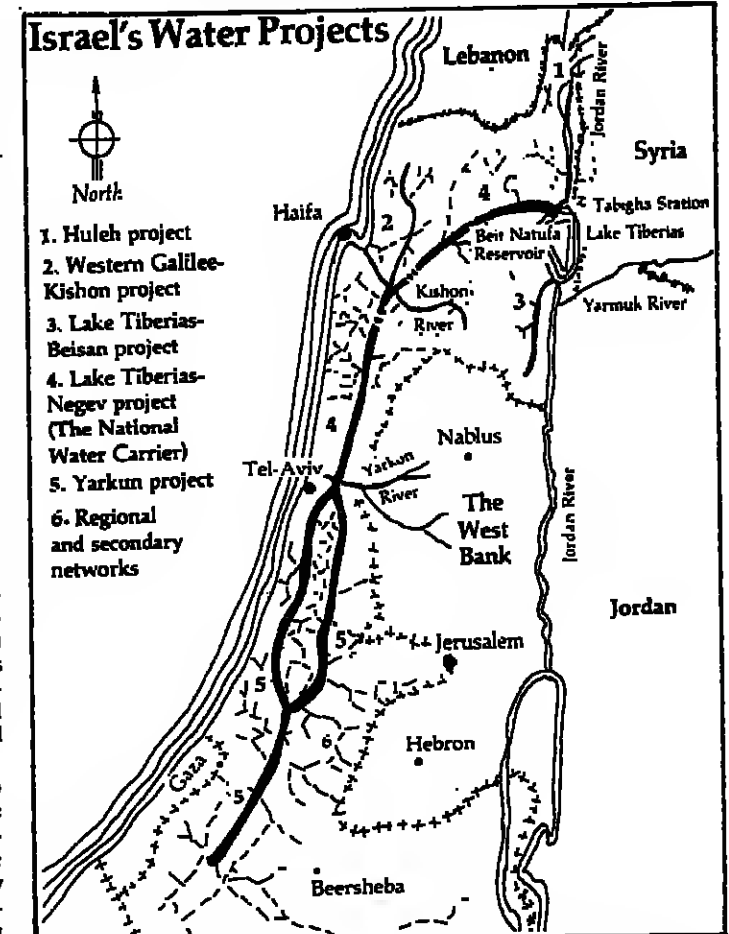 Israel's Water Projects
North
1. Huleh project
2. Western Galilee-
Kishon project
3. Lake Tiberias-
Beisan project
4. Lake Tiberias-
Negev project
(The National
Water Carrier)
5. Yarkun project
6. Regional
and secondary
networks
Lebanon
1
Jordan River
Syria
Haifa
2
4
Tabigha Station
Beit Natufa
Reservoir
Lake Tiberias
Kishon
River
3
Yarmuk River
4
Nablus
Tel-Aviv
Yarkon
River
The
West
Bank
Jordan River
Jordan
5
Jerusalem
5
6
Hebron
Gaza
5
Beersheba